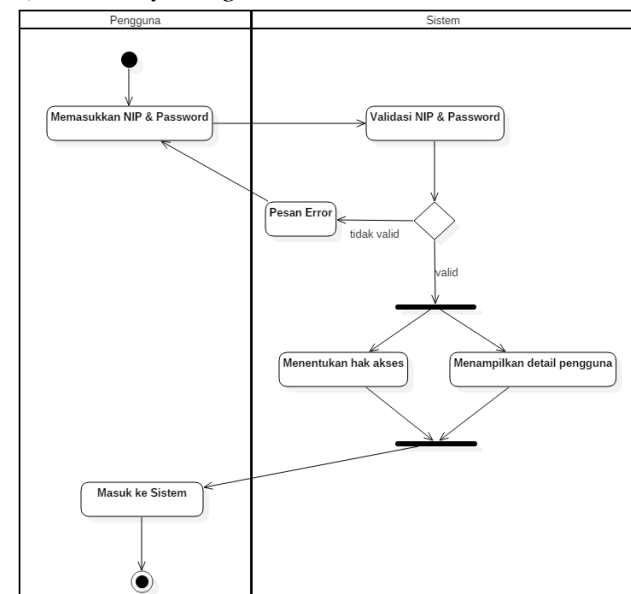 Pengguna
Sistem
Memasukkan NIP & Password
Validasi NIP & Password
Pesan Error
tidak valid
valid
Menentukan hak akses
Menampilkan detail pengguna
Masuk ke Sistem